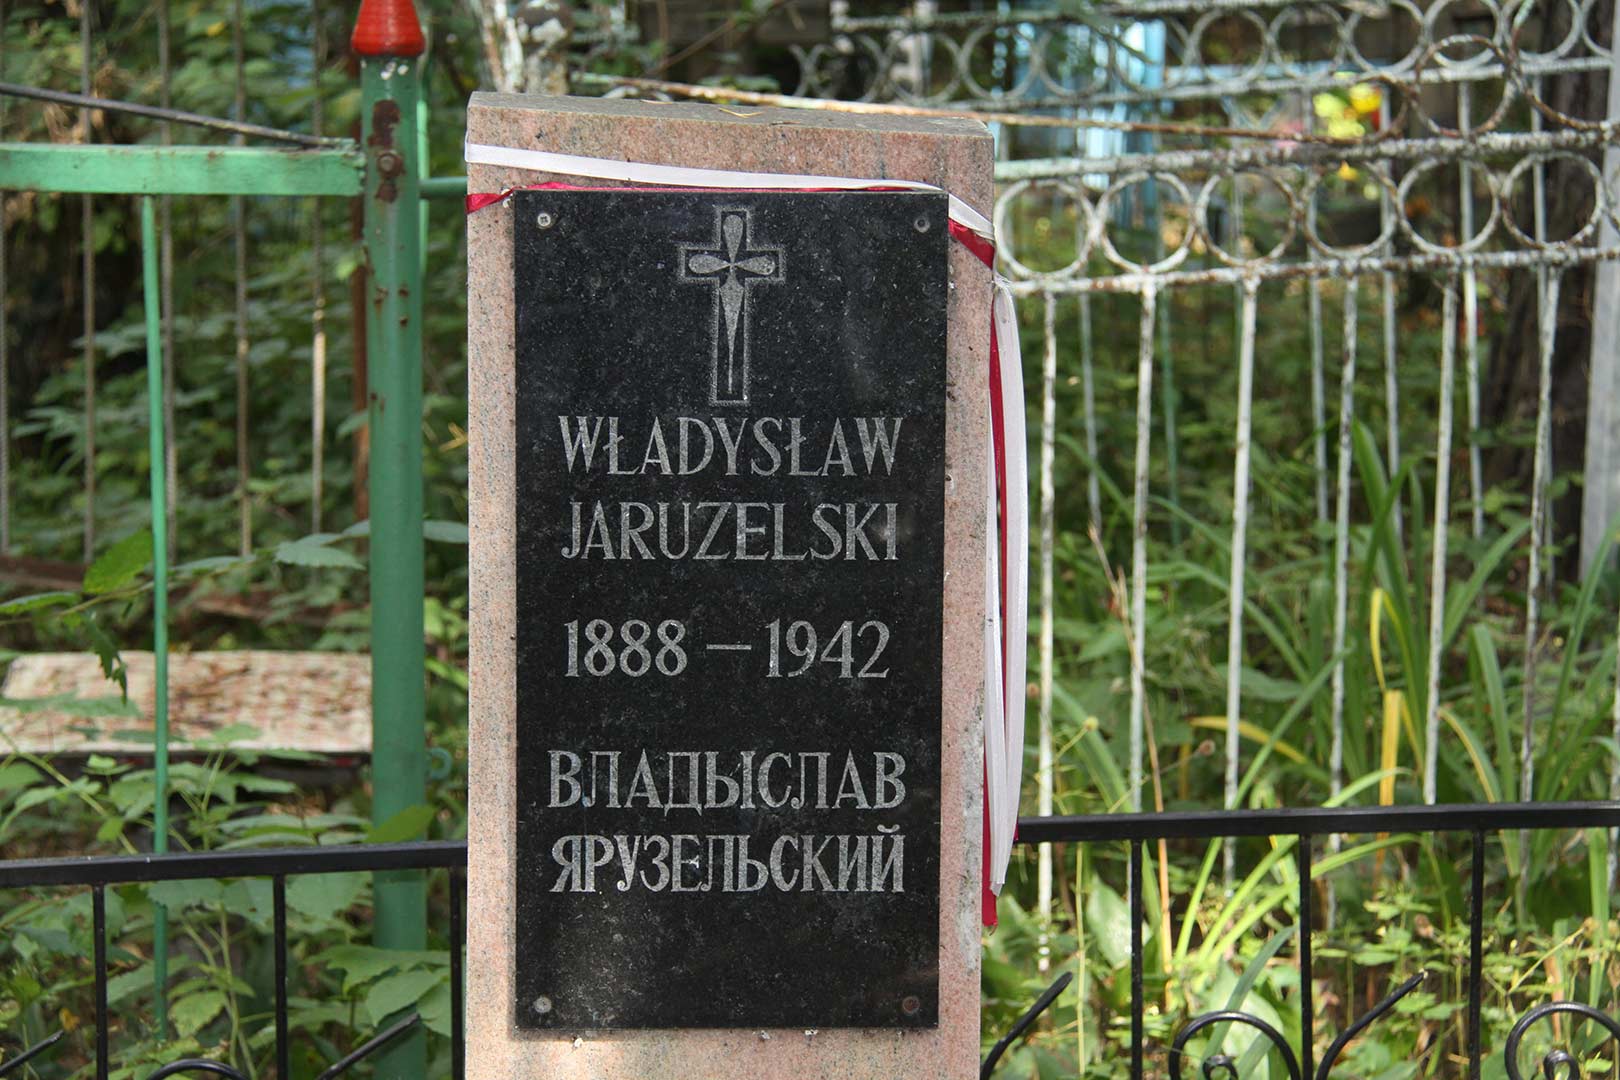 WŁADYSŁAW
JARUZELSKI
1888 – 1942
ВЛАДЫСЛАВ
ЯРУЗЕЛЬСКИЙ